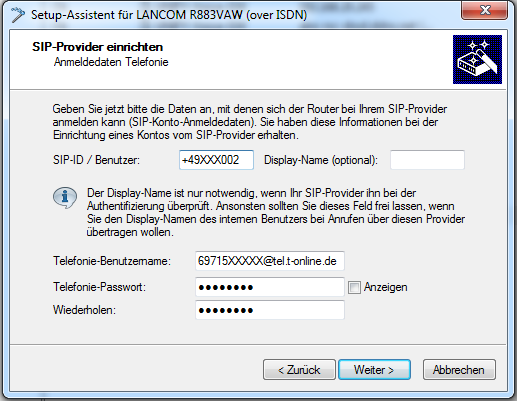 Setup-Assistent für LANCOM R883VAW (over ISDN)
SIP-Provider einrichten
Anmeldedaten Telefonie
Geben Sie jetzt bitte die Daten an, mit denen sich der Router bei Ihrem SIP-Provider
anmelden kann (SIP-Konto-Anmeldedaten). Sie haben diese Informationen bei der
Einrichtung eines Kontos vom SIP-Provider erhalten.
SIP-ID / Benutzer: +49XXX002 Display-Name (optional):
Der Display-Name ist nur notwendig, wenn Ihr SIP-Provider ihn bei der
Authentifizierung überprüft. Ansonsten sollten Sie dieses Feld frei lassen, wenn
Sie den Display-Namen des internen Benutzers bei Anrufen über diesen Provider
übertragen wollen.
Telefonie-Benutzername: 69715XXXXX@tel.t-online.de
Telefonie-Passwort: ●●●●●●●● Anzeigen
Wiederholen: ●●●●●●●●
< Zurück Weiter > Abbrechen